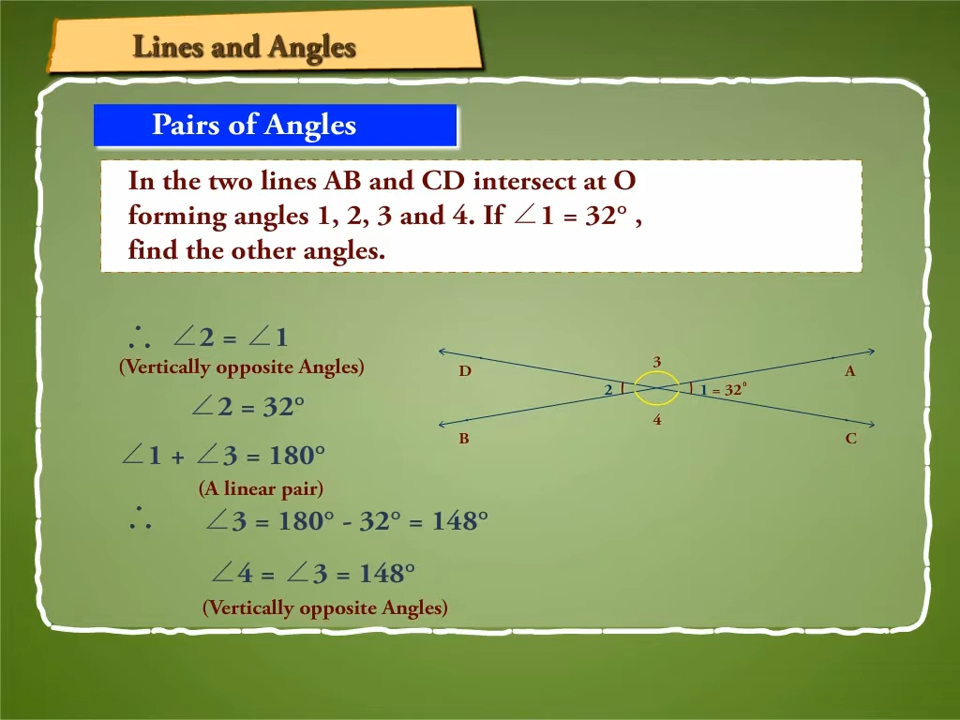 Lines and Angles
Pairs of Angles
In the two lines AB and CD intersect at O
forming angles 1, 2, 3 and 4. If ∠1 = 32° ,
find the other angles.
∴ ∠2 = ∠1
(Vertically opposite Angles)
∠2 = 32°
∠1 + ∠3 = 180°
(A linear pair)
∴ ∠3 = 180° - 32° = 148°
∠4 = ∠3 = 148°
(Vertically opposite Angles)
3
D
A
2
1 = 32°
4
B
C